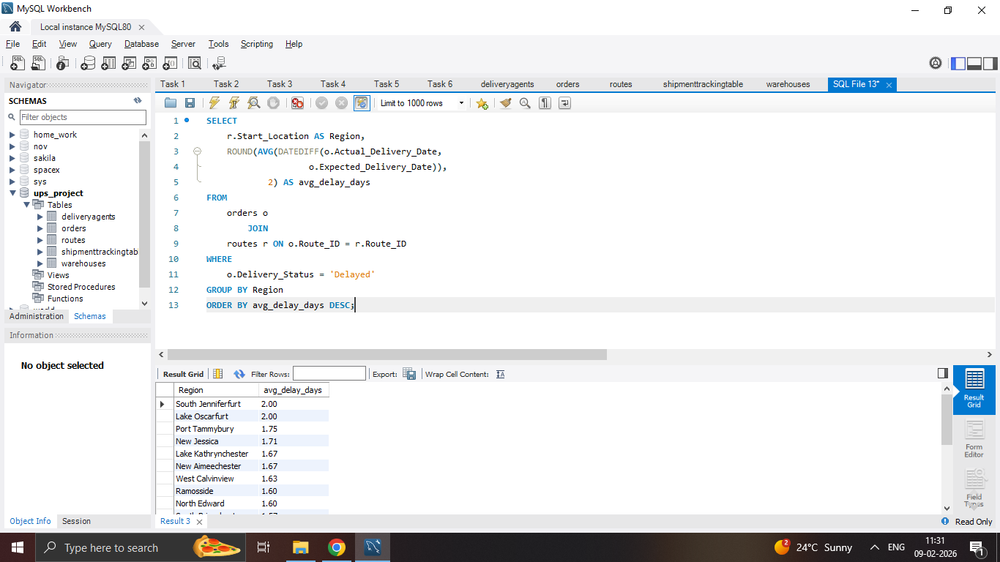 MySQL Workbench
Local instance MySQL80
File Edit View Query Database Server Tools Scripting Help
Navigator
SCHEMAS
Filter objects
home_work
nov
sakila
spacex
sys
ups_project
Tables
deliveryagents
orders
routes
shipmenttrackingtabl
warehouses
Views
Stored Procedures
Functions
Administration Schemas
Information
No object selected
Object Info Session
Task 1 Task 2 Task 3 Task 4 Task 5 Task 6 deliveryagents orders routes shipmenttrackingtable warehouses SQL File 13*
Limit to 1000 rows
1 SELECT
2 r.Start_Location AS Region,
3 ROUND(AVG(DATEDIFF(o.Actual_Delivery_Date,
4 o.Expected_Delivery_Date)),
5 2) AS avg_delay_days
6 FROM
7 orders o
8 JOIN
9 routes r ON o.Route_ID = r.Route_ID
10 WHERE
11 o.Delivery_Status = 'Delayed'
12 GROUP BY Region
13 ORDER BY avg_delay_days DESC;
Result Grid Filter Rows: Export: Wrap Cell Content:
Region avg_delay_days
South Jenniferfurt 2.00
Lake Oscarfurt 2.00
Port Tammybury 1.75
New Jessica 1.71
Lake Kathrynchester 1.67
New Aimeechester 1.67
West Calvinview 1.63
Ramosside 1.60
North Edward 1.60
Result Grid
Form Editor
Field Types
Result 3
Read Only
Type here to search
2
24°C Sunny
ENG
11:31
09-02-2026
1